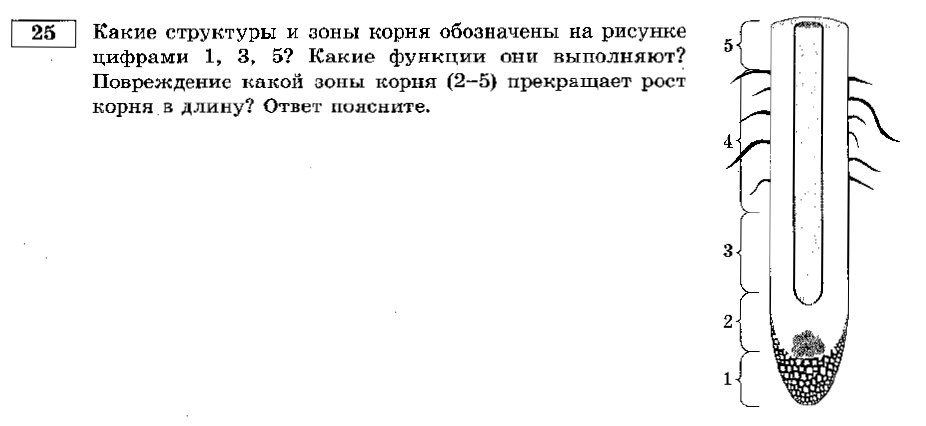 25
Какие структуры и зоны корня обозначены на рисунке
цифрами 1, 3, 5? Какие функции они выполняют?
Повреждение какой зоны корня (2–5) прекращает рост
корня в длину? Ответ поясните.
5
4
3
2
1